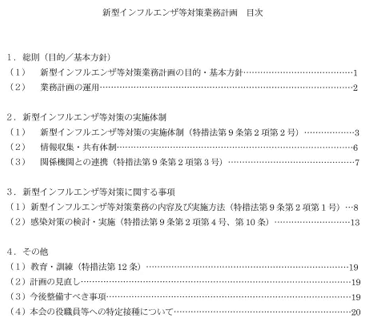 新型インフルエンザ等対策業務計画　目次
１．総則（目的／基本方針）
（１）　新型インフルエンザ等対策業務計画の目的・基本方針……………………………………1
（２）　業務計画の運用…………………………………………………………………………………2
２．新型インフルエンザ等対策の実施体制
（１）　新型インフルエンザ等対策の実施体制（特措法第９条第２項第２号）………………3
（２）　情報収集・共有体制……………………………………………………………………………6
（３）　関係機関との連携（特措法第９条第２項第３号）…………………………………………7
３．新型インフルエンザ等対策に関する事項
（１）新型インフルエンザ等対策業務の内容及び実施方法（特措法第９条第２項第１号）…8
（２）感染対策の検討・実施（特措法第９条第２項第４号、第 10 条）………………………13
４．その他
（１）教育・訓練（特措法第 12 条）……………………………………………………………………19
（２）計画の見直し…………………………………………………………………………………………19
（３）今後整備すべき事項…………………………………………………………………………………19
（４）本会の役職員等への特定接種について……………………………………………………………20